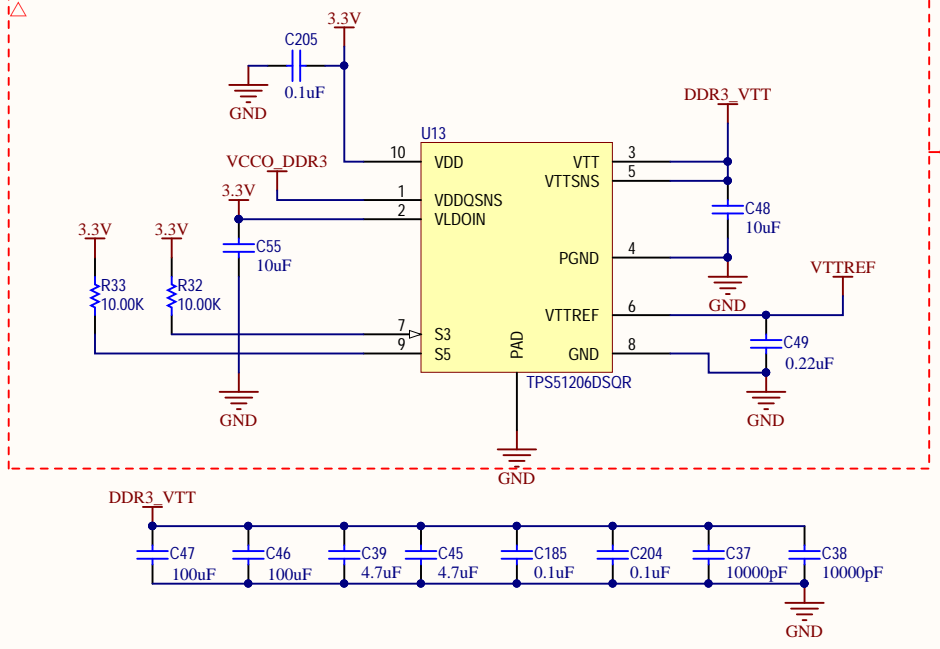 3.3V
C205
0.1uF
GND
DDR3_VTT
U13
VCCO_DDR3
3.3V
3.3V
3.3V
10 VDD
1 VDDQSNS
2 VLDOIN
7 S3
9 S5
VTT 3
VTTSNS 5
PGND 4
VTTREF 6
GND 8
PAD
TPS51206DSQR
C55
10uF
R33
10.00K
R32
10.00K
GND
C48
10uF
GND
VTTREF
C49
0.22uF
GND
GND
DDR3_VTT
C47
100uF
C46
100uF
C39
4.7uF
C45
4.7uF
C185
0.1uF
C204
0.1uF
C37
10000pF
C38
10000pF
GND